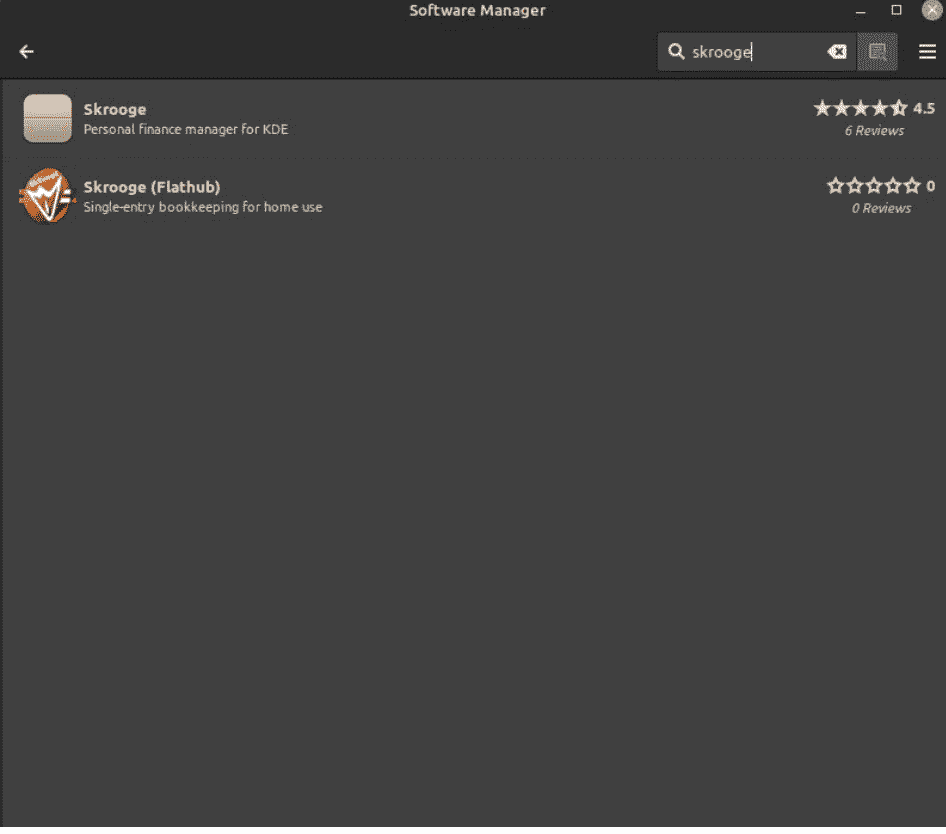 Software Manager
skrooge
Skrooge
Personal finance manager for KDE
4.5
6 Reviews
Skrooge (Flathub)
Single-entry bookkeeping for home use
0
0 Reviews